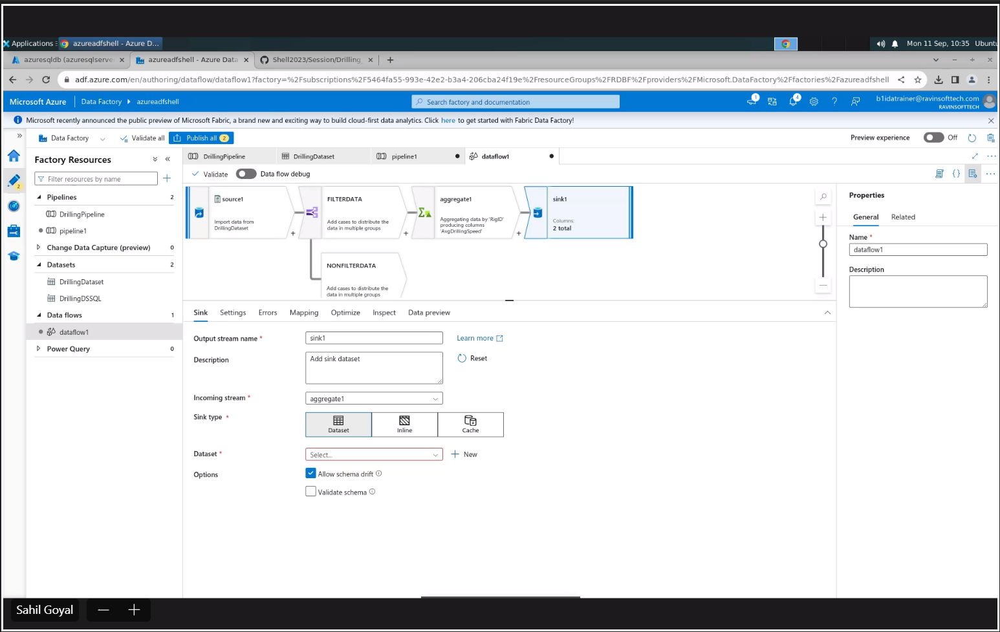 Applications
azureadfshell - Azure D...
Mon 11 Sep, 10:35 Ubuntu
azuresqldb (azuresqlserve
azureadfshell - Azure Data
Shell2023/Session/Drilling_
adf.azure.com/en/authoring/dataflow/dataflow1?factory=%2Fsubscriptions%2F5464fa55-993e-42e2-b3a4-206cba24f19e%2FresourceGroups%2FRDBF%2Fproviders%2FMicrosoft.DataFactory%2Ffactories%2Fazureadfshell
Microsoft Azure
Data Factory
azureadfshell
Search factory and documentation
1
4
b1idatrainer@ravinsofttech.com
RAVINSOFTTECH
Microsoft recently announced the public preview of Microsoft Fabric, a brand new and exciting way to build cloud-first data analytics. Click here to get started with Fabric Data Factory!
Data Factory
Validate all
Publish all 2
Preview experience
Off
Factory Resources
Filter resources by name
2
Pipelines 2
DrillingPipeline
pipeline1
Change Data Capture (preview) 0
Datasets 2
DrillingDataset
DrillingDSSQL
Data flows 1
dataflow1
Power Query 0
DrillingPipeline
DrillingDataset
pipeline1
dataflow1
Validate
Data flow debug
source1
Import data from
DrillingDataset
FILTERDATA
Add cases to distribute the
data in multiple groups
aggregate1
Aggregating data by 'RigID'
producing columns
'AvgDrillingSpeed'
sink1
Columns:
2 total
NONFILTERDATA
Add cases to distribute the
data in multiple groups
Sink
Settings
Errors
Mapping
Optimize
Inspect
Data preview
Output stream name *
sink1
Learn more
Description
Add sink dataset
Reset
Incoming stream *
aggregate1
Sink type *
Dataset
Inline
Cache
Dataset *
Select...
New
Options
Allow schema drift
Validate schema
Properties
General
Related
Name *
dataflow1
Description
Sahil Goyal